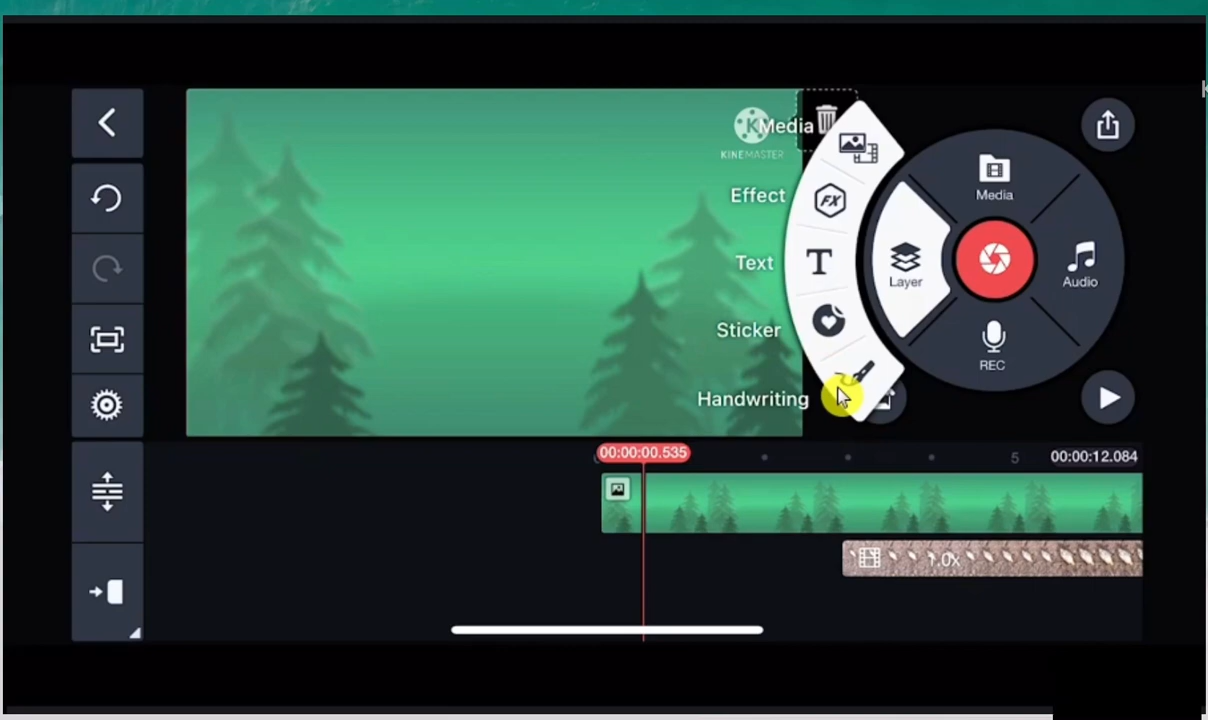 Media
KINEMASTER
Effect
Text
Sticker
Handwriting
Media
Layer
Audio
REC
00:00:00.535
5
00:00:12.084
1.0x